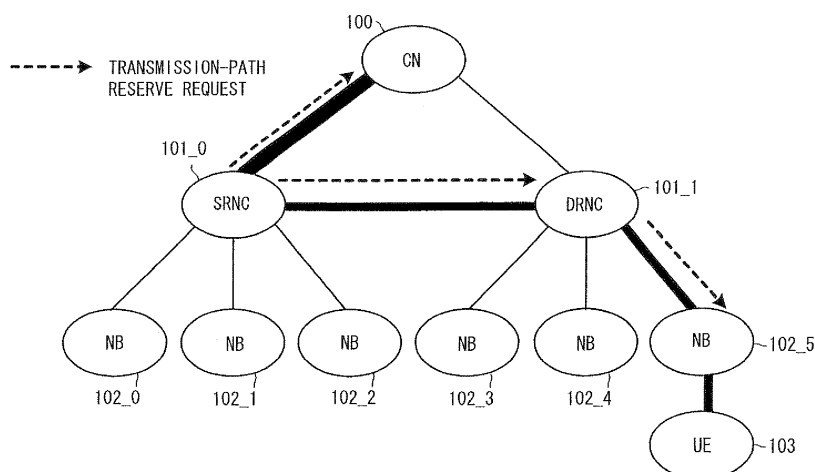 100
CN
TRANSMISSION-PATH
RESERVE REQUEST
101_0
SRNC
DRNC
101_1
NB
NB
NB
NB
NB
NB
102_5
102_0
102_1
102_2
102_3
102_4
UE
103